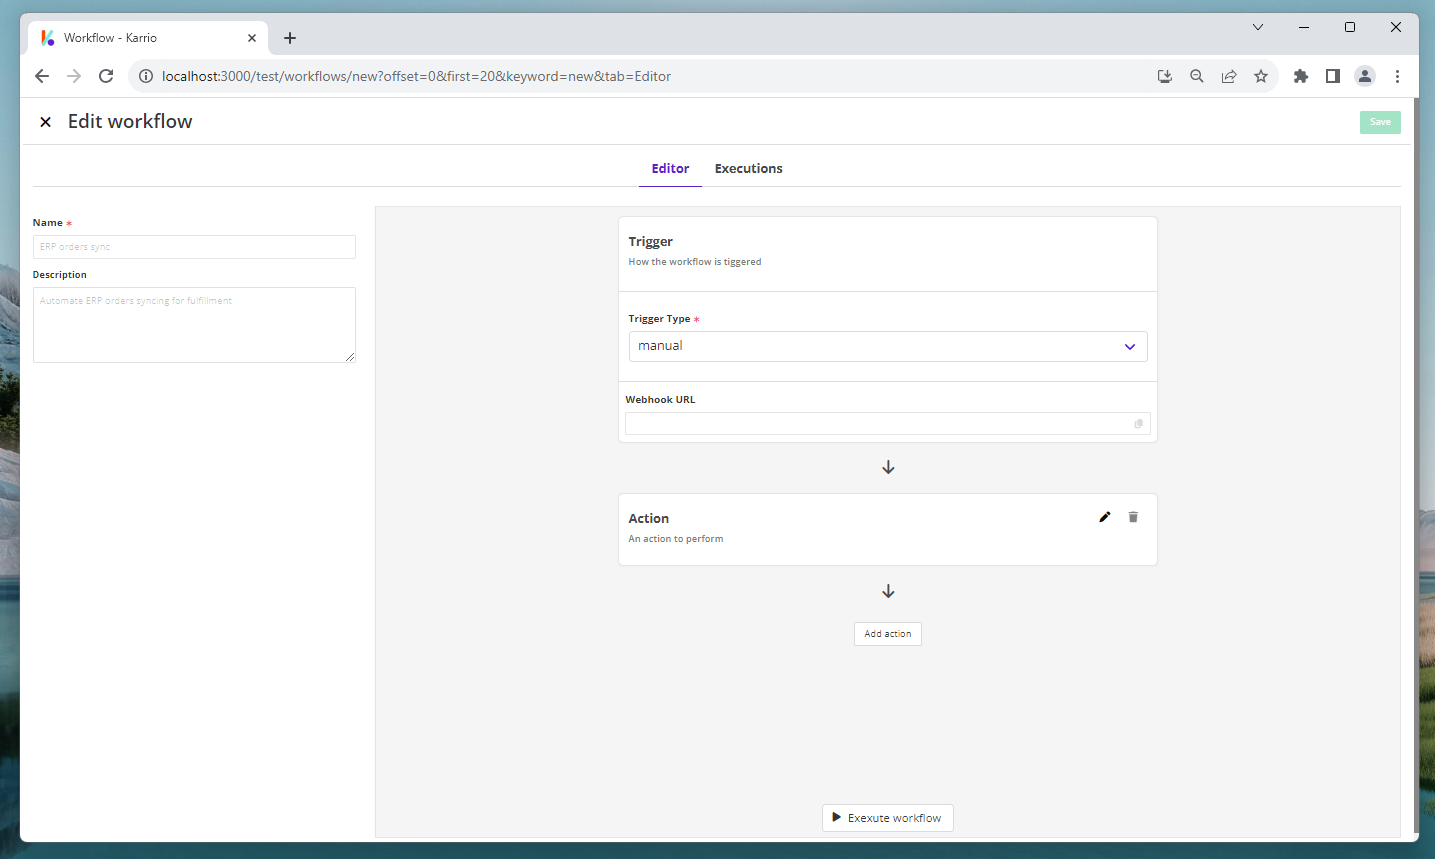 Workflow - Karrio
localhost:3000/test/workflows/new?offset=0&first=20&keyword=new&tab=Editor
Edit workflow
Save
Editor
Executions
Name *
ERP orders sync
Description
Automate ERP orders syncing for fulfillment
Trigger
How the workflow is tiggered
Trigger Type *
manual
Webhook URL
Action
An action to perform
Add action
Exexute workflow